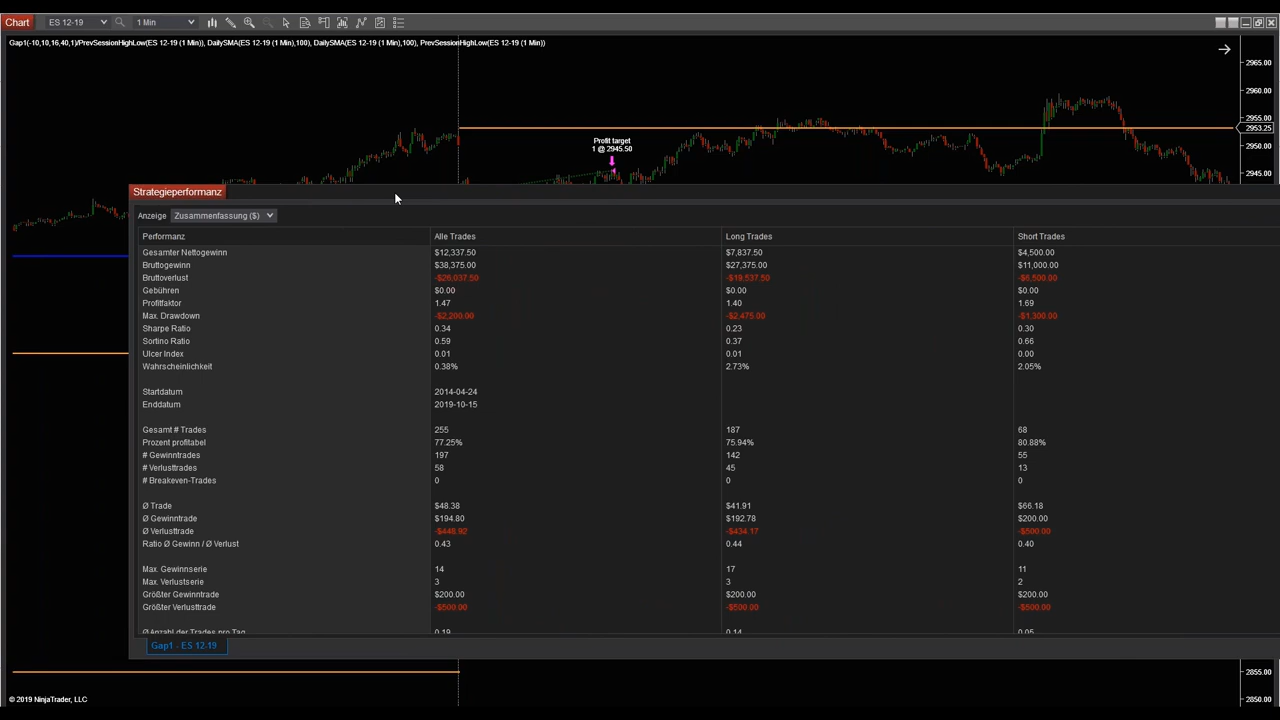 Chart ES 12-19 1 Min
Gap1(-10,10,16,40,1)/PrevSessionHighLow(ES 12-19 (1 Min)), DailySMA(ES 12-19 (1 Min),100), DailySMA(ES 12-19 (1 Min),100), PrevSessionHighLow(ES 12-19 (1 Min))
2965.00
2960.00
2955.00
2953.25
2950.00
2945.00
Profit target
1 @ 2945.50
Strategieperformanz
Anzeige Zusammenfassung ($)
Performanz Alle Trades Long Trades Short Trades
Gesamter Nettogewinn $12,337.50 $7,837.50 $4,500.00
Bruttogewinn $38,375.00 $27,375.00 $11,000.00
Bruttoverlust -$26,037.50 -$19,537.50 -$6,500.00
Gebühren $0.00 $0.00 $0.00
Profitfaktor 1.47 1.40 1.69
Max. Drawdown -$2,200.00 -$2,475.00 -$1,300.00
Sharpe Ratio 0.34 0.23 0.30
Sortino Ratio 0.59 0.37 0.66
Ulcer Index 0.01 0.01 0.00
Wahrscheinlichkeit 0.38% 2.73% 2.05%
Startdatum 2014-04-24
Enddatum 2019-10-15
Gesamt # Trades 255 187 68
Prozent profitabel 77.25% 75.94% 80.88%
# Gewinntrades 197 142 55
# Verlusttrades 58 45 13
# Breakeven-Trades 0 0 0
Ø Trade $48.38 $41.91 $66.18
Ø Gewinntrade $194.80 $192.78 $200.00
Ø Verlusttrade -$448.92 -$434.17 -$500.00
Ratio Ø Gewinn / Ø Verlust 0.43 0.44 0.40
Max. Gewinnserie 14 17 11
Max. Verlustserie 3 3 2
Größter Gewinntrade $200.00 $200.00 $200.00
Größter Verlusttrade -$500.00 -$500.00 -$500.00
Ø Anzahl der Trades pro Tag 0.19 0.14 0.05
Gap1 - ES 12-19
2855.00
2850.00
© 2019 NinjaTrader, LLC